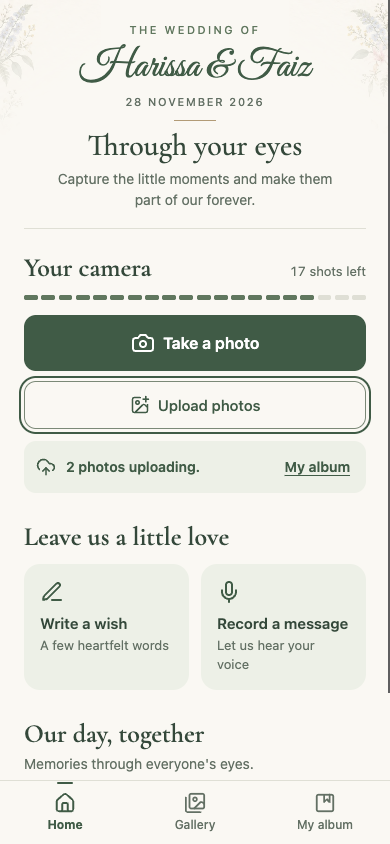 THE WEDDING OF
Harissa & Faiz
28 NOVEMBER 2026
Through your eyes
Capture the little moments and make them
part of our forever.
Your camera
17 shots left
Take a photo
Upload photos
2 photos uploading.
My album
Leave us a little love
Write a wish
A few heartfelt words
Record a message
Let us hear your
voice
Our day, together
Memories through everyone's eyes.
Home
Gallery
My album